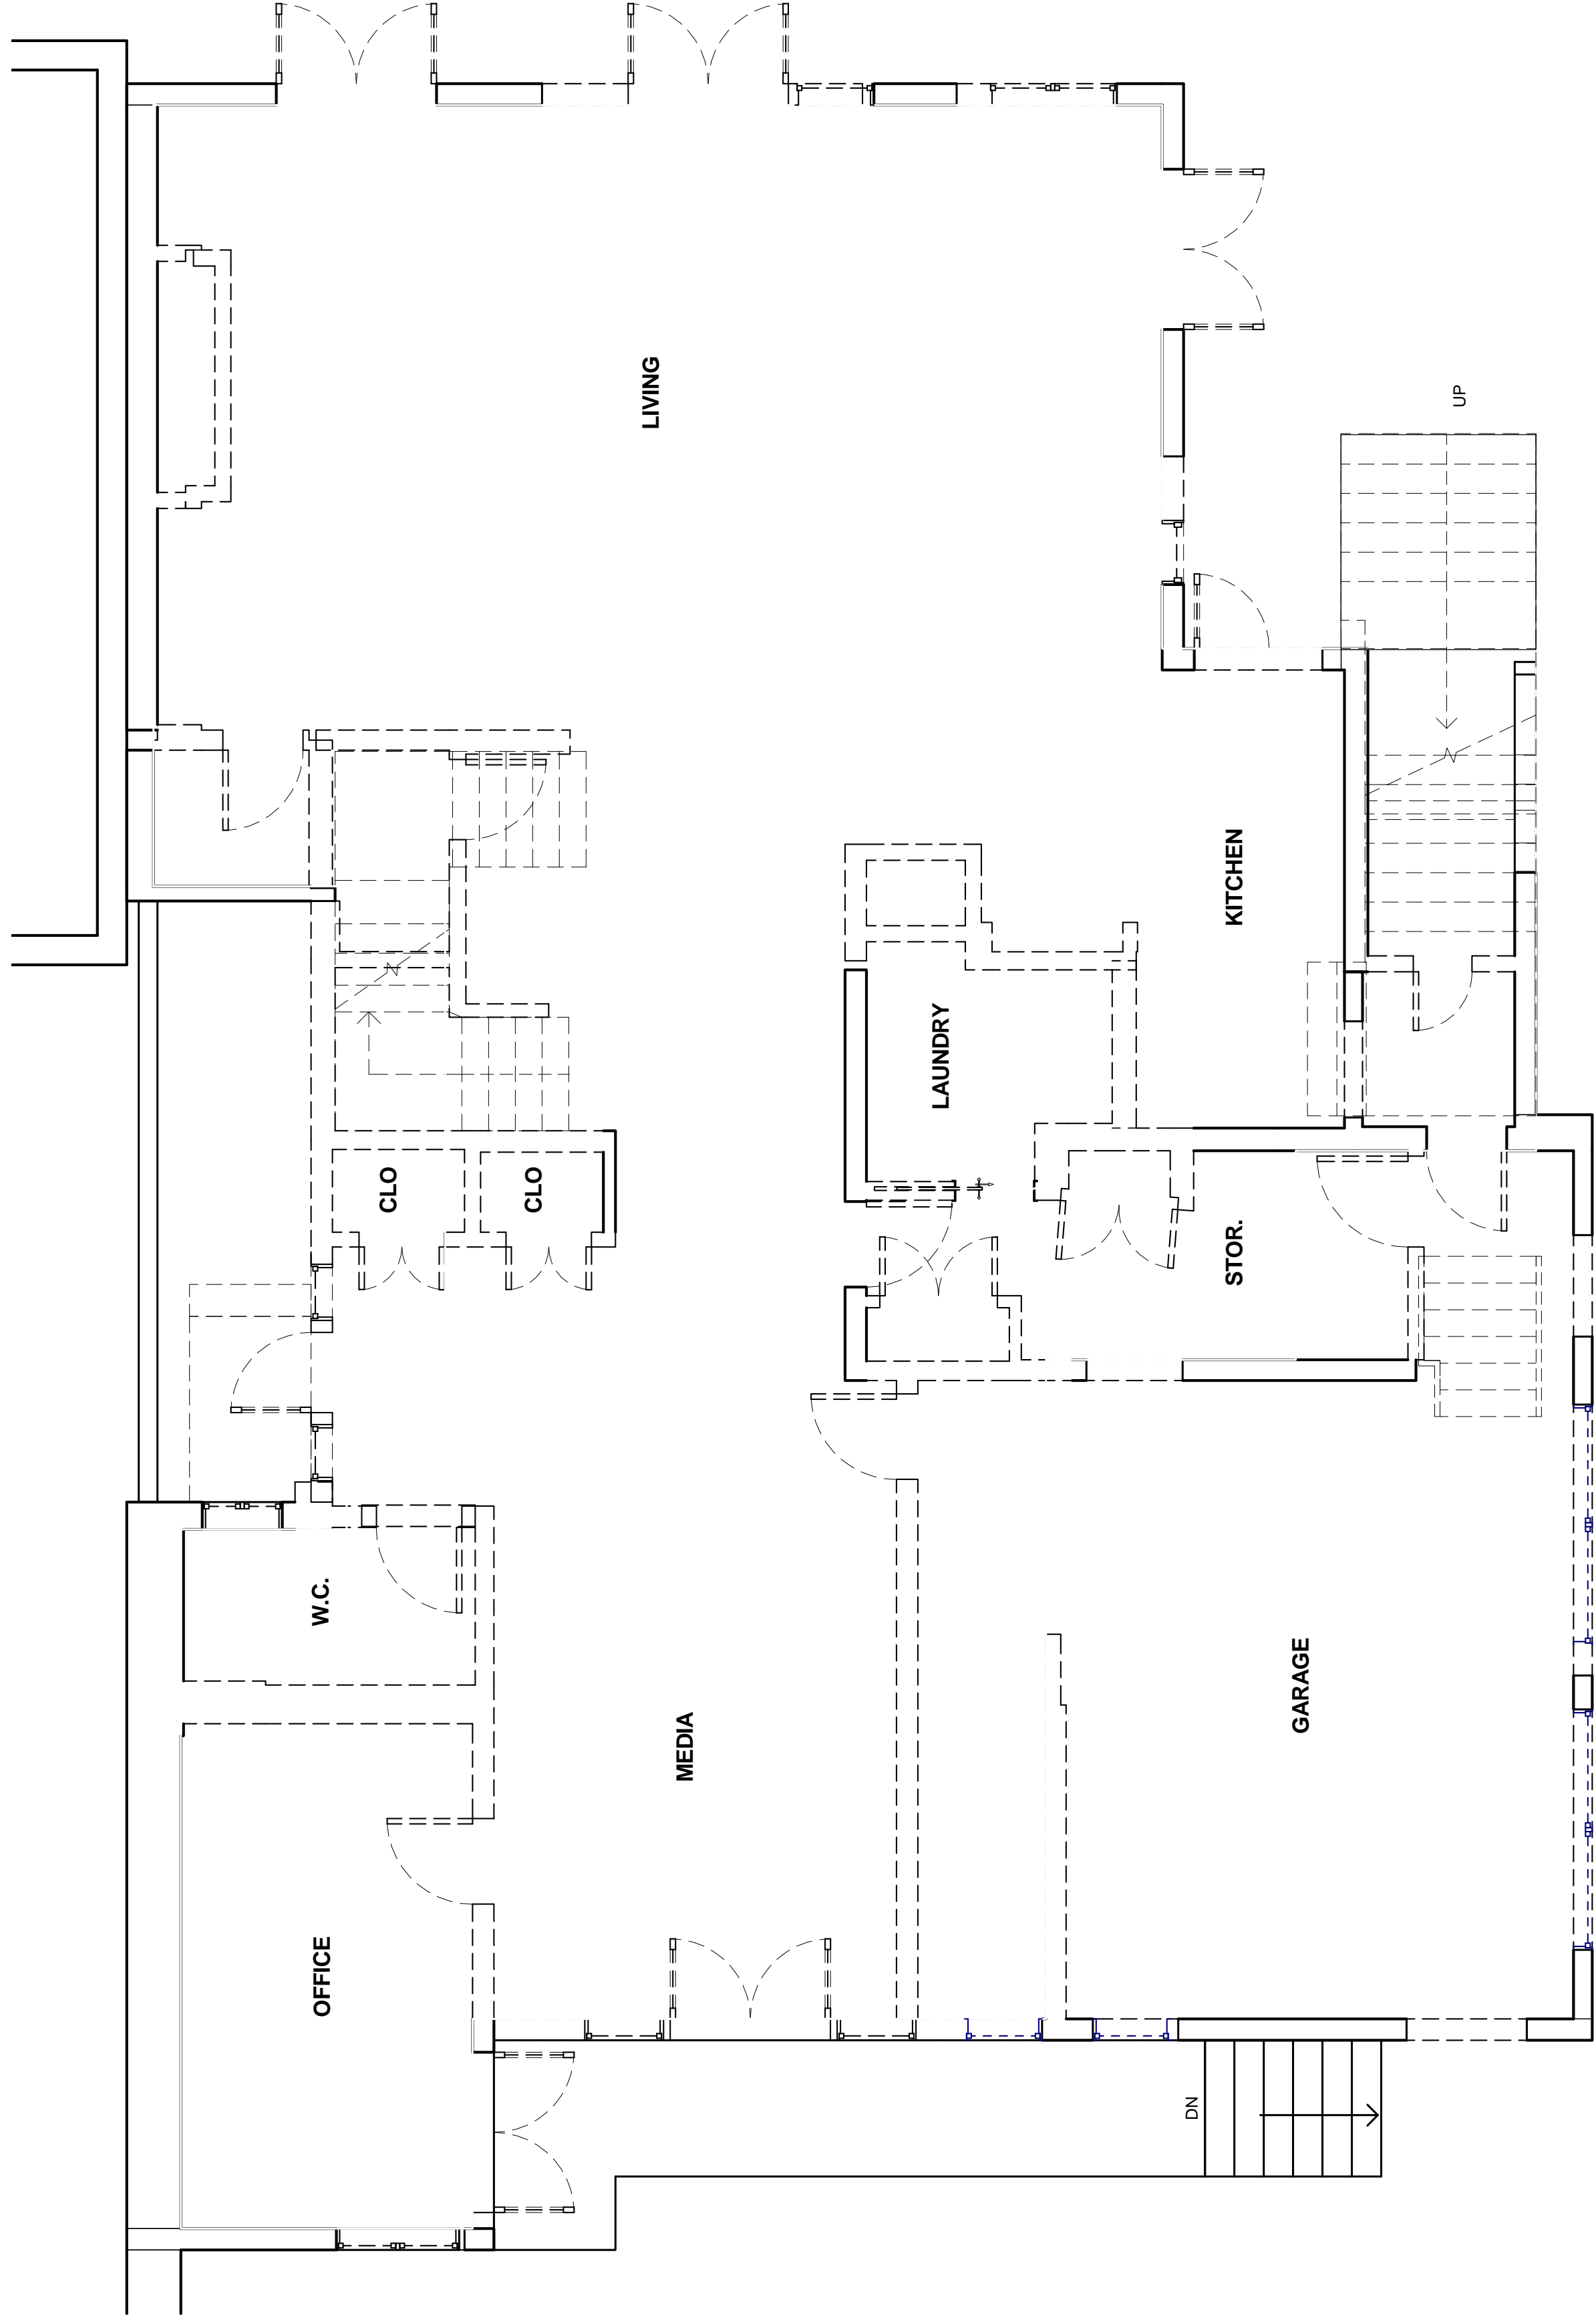 LIVING
UP
KITCHEN
LAUNDRY
CLO
CLO
STOR.
W.C.
GARAGE
MEDIA
OFFICE
DN